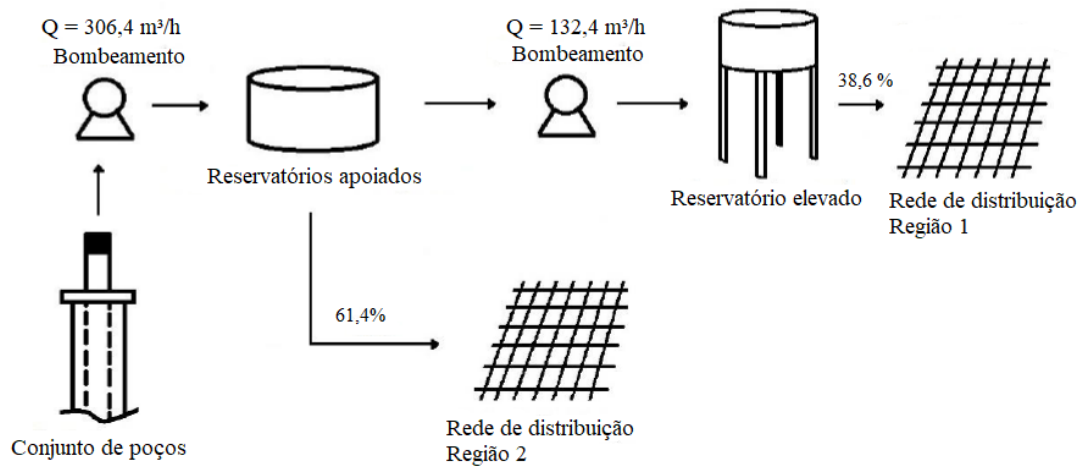 Q = 306,4 m³/h
Bombeamento
Q = 132,4 m³/h
Bombeamento
38,6 %
Reservatórios apoiados
Reservatório elevado
Rede de distribuição
Região 1
61,4%
Rede de distribuição
Região 2
Conjunto de poços